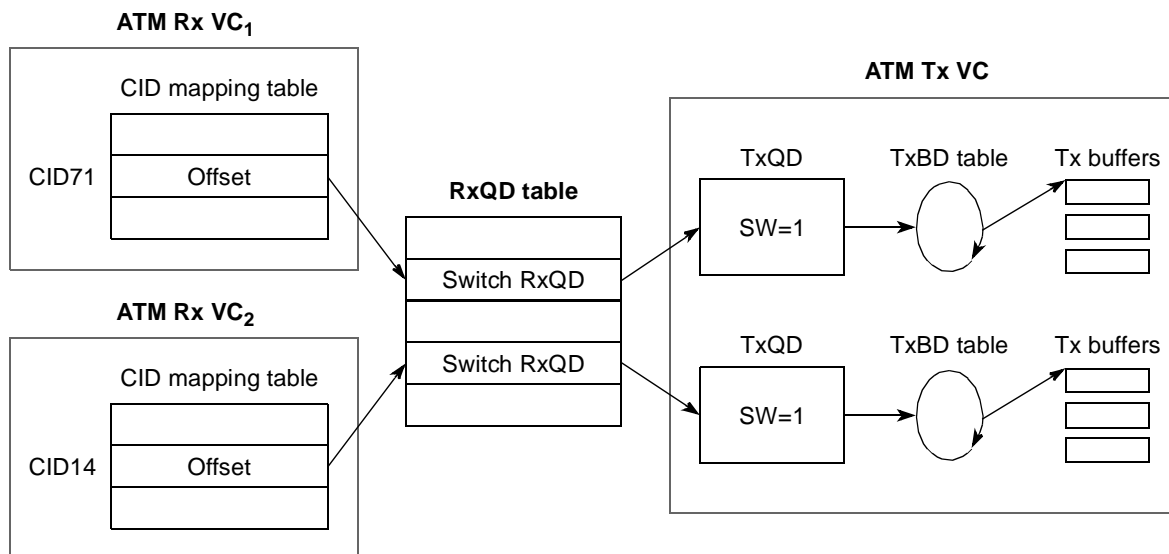 ATM Rx VC1
CID mapping table
CID71
Offset
ATM Rx VC2
CID mapping table
CID14
Offset
RxQD table
Switch RxQD
Switch RxQD
ATM Tx VC
TxQD
TxBD table
Tx buffers
SW=1
TxQD
TxBD table
Tx buffers
SW=1